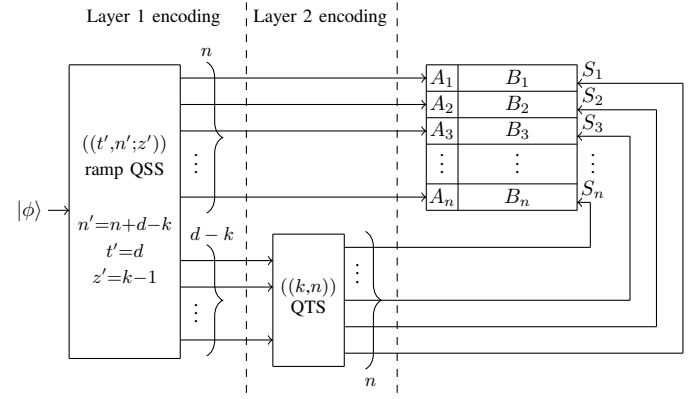 Layer 1 encoding
Layer 2 encoding
n
A₁ B₁ S₁
A₂ B₂ S₂
A₃ B₃ S₃
⋮ ⋮ ⋮ ⋮
Aₙ Bₙ Sₙ
((t′,n′;z′))
ramp QSS
|ϕ⟩
n′=n+d−k
t′=d
z′=k−1
d − k
⋮ ⋮
((k,n))
QTS
n